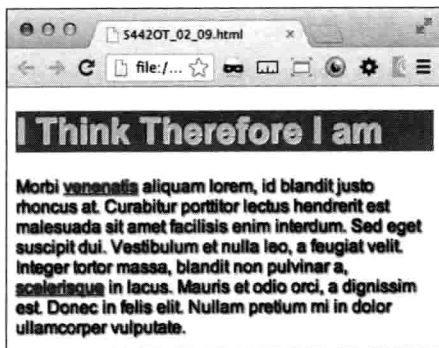 5442OT_02_09.html
file:/...
I Think Therefore I am
Morbi venenatis aliquam lorem, id blandit justo
rhoncus at. Curabitur porttitor lectus hendrerit est
malesuada sit amet facilisis enim interdum. Sed eget
suscipit dui. Vestibulum et nulla leo, a feugiat velit.
Integer tortor massa, blandit non pulvinar a,
scelerisque in lacus. Mauris et odio orci, a dignissim
est. Donec in felis elit. Nullam pretium mi in dolor
ullamcorper vulputate.